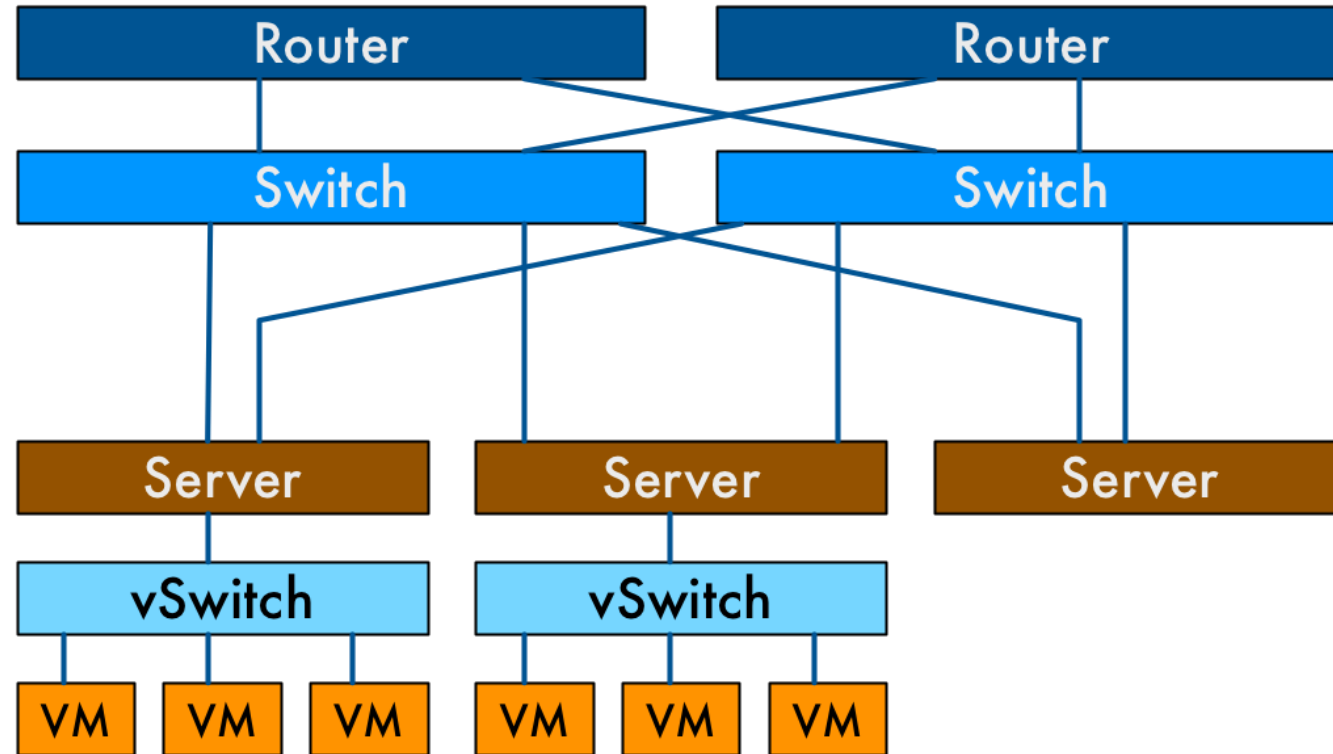 Router Router
Switch Switch
Server Server Server
vSwitch vSwitch
VM VM VM VM VM VM